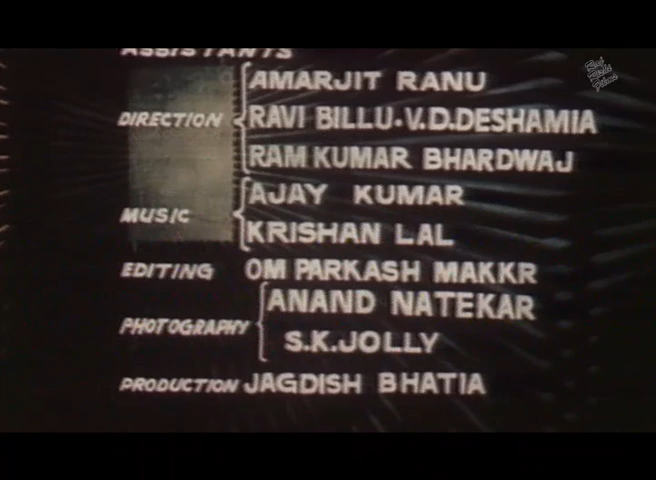 ASSISTANTS
DIRECTION AMARJIT RANU
RAVI BILLU. V.D. DESHAMIA
RAM KUMAR BHARDWAJ
MUSIC AJAY KUMAR
KRISHAN LAL
EDITING OM PARKASH MAKKR
PHOTOGRAPHY ANAND NATEKAR
S.K. JOLLY
PRODUCTION JAGDISH BHATIA